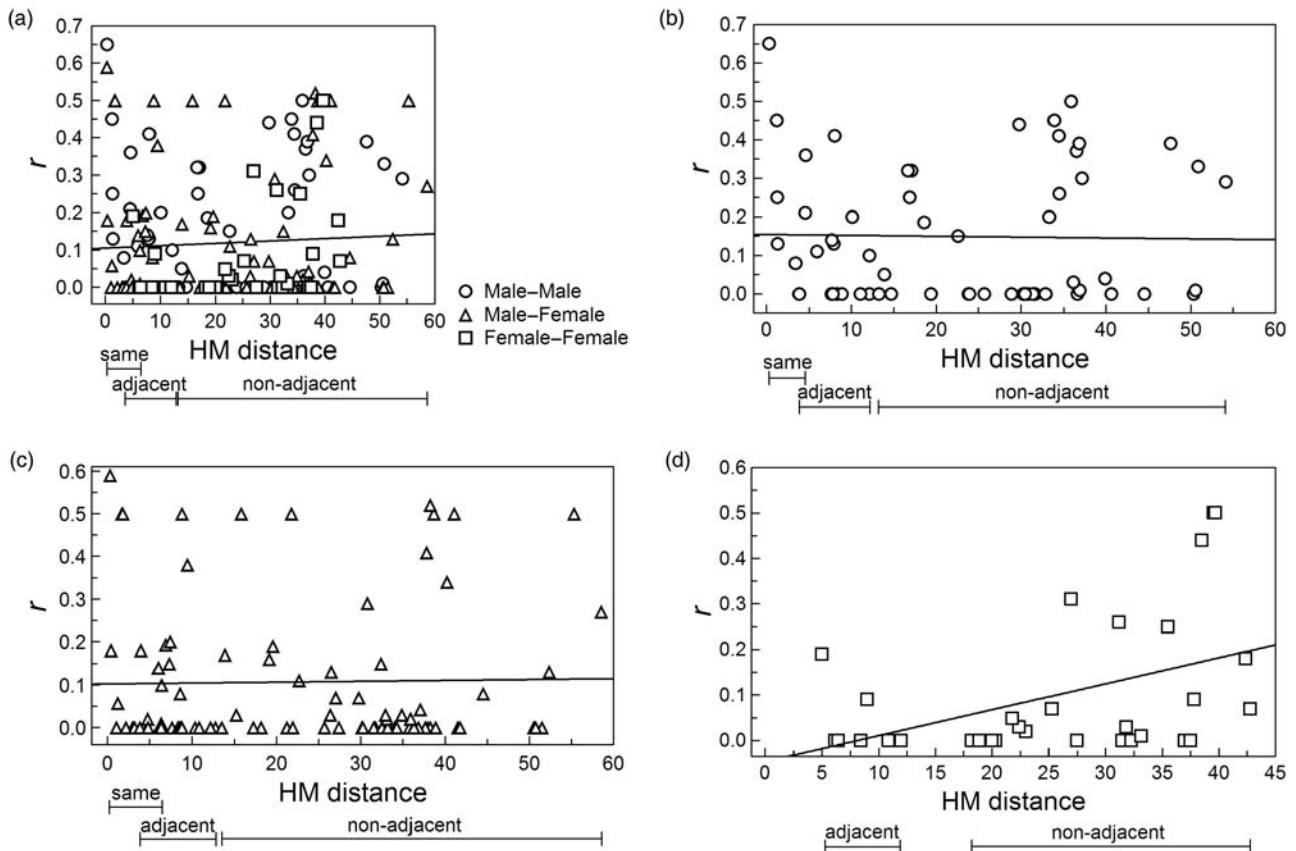 (a)
r
0.7
0.6
0.5
0.4
0.3
0.2
0.1
0.0
0 10 20 30 40 50 60
HM distance
same
adjacent
non-adjacent
Male–Male
Male–Female
Female–Female
(b)
r
0.7
0.6
0.5
0.4
0.3
0.2
0.1
0.0
0 10 20 30 40 50 60
HM distance
same
adjacent
non-adjacent
(c)
r
0.6
0.5
0.4
0.3
0.2
0.1
0.0
0 10 20 30 40 50 60
HM distance
same
adjacent
non-adjacent
(d)
r
0.6
0.5
0.4
0.3
0.2
0.1
0.0
0 5 10 15 20 25 30 35 40 45
HM distance
adjacent
non-adjacent